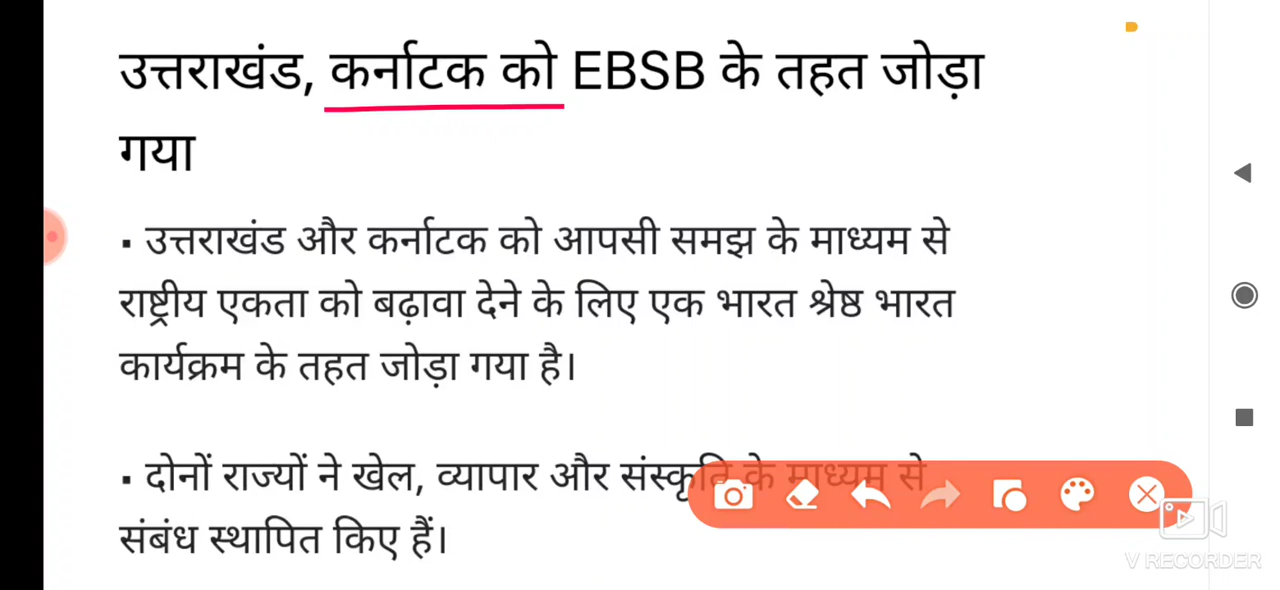 उत्तराखंड, कर्नाटक को EBSB के तहत जोड़ा
गया
▪ उत्तराखंड और कर्नाटक को आपसी समझ के माध्यम से
राष्ट्रीय एकता को बढ़ावा देने के लिए एक भारत श्रेष्ठ भारत
कार्यक्रम के तहत जोड़ा गया है।
▪ दोनों राज्यों ने खेल, व्यापार और संस्कृति के माध्यम से
संबंध स्थापित किए हैं।
V RECORDER